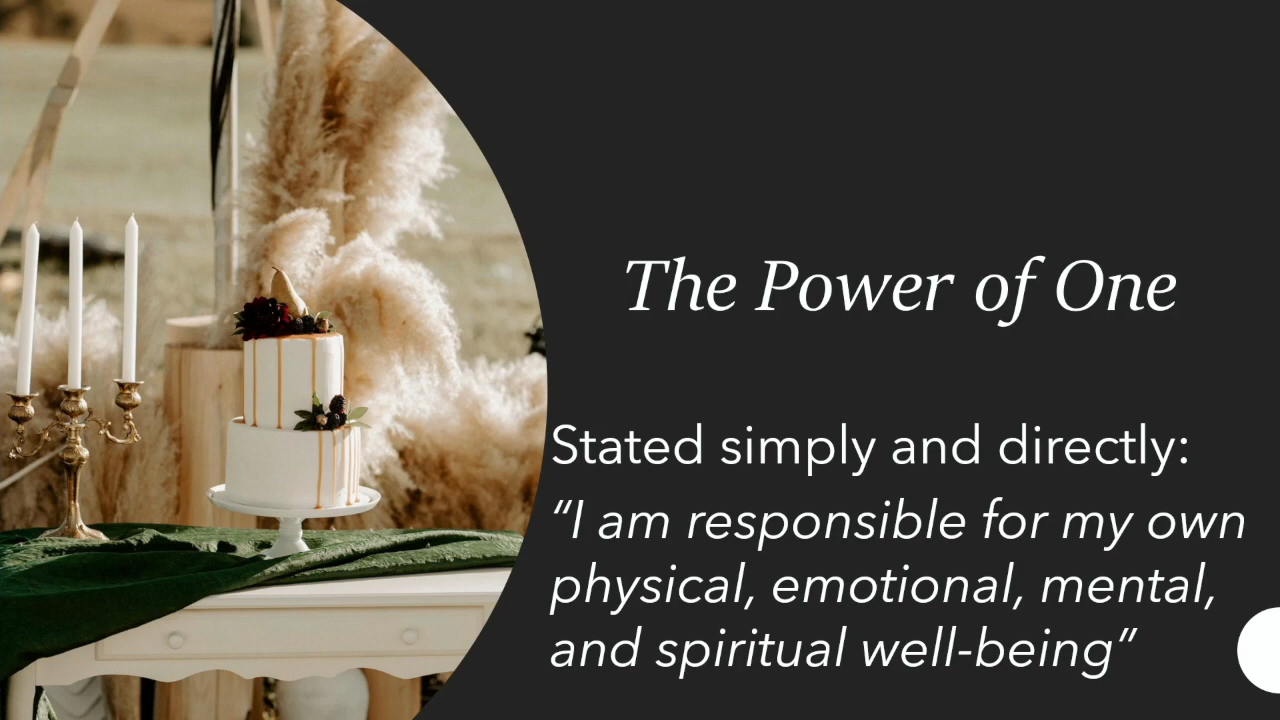 The Power of One
Stated simply and directly:
“I am responsible for my own
physical, emotional, mental,
and spiritual well-being”